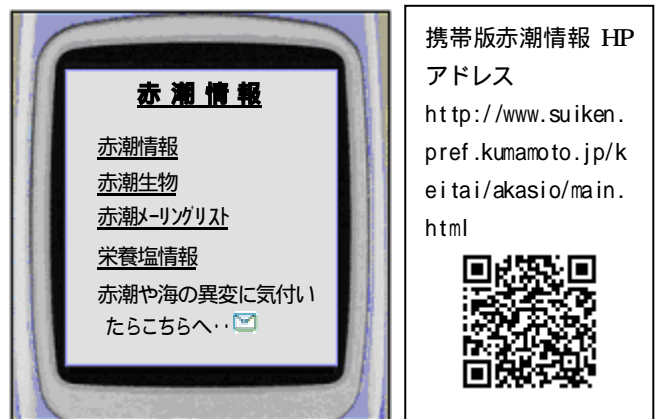 赤潮情報
赤潮情報
赤潮生物
赤潮ﾒｰﾘﾝｸﾞﾘｽﾄ
栄養塩情報
赤潮や海の異変に気付い
たらこちらへ‥
携帯版赤潮情報 HP
アドレス
http://www.suiken.
pref.kumamoto.jp/k
eitai/akasio/main.
html